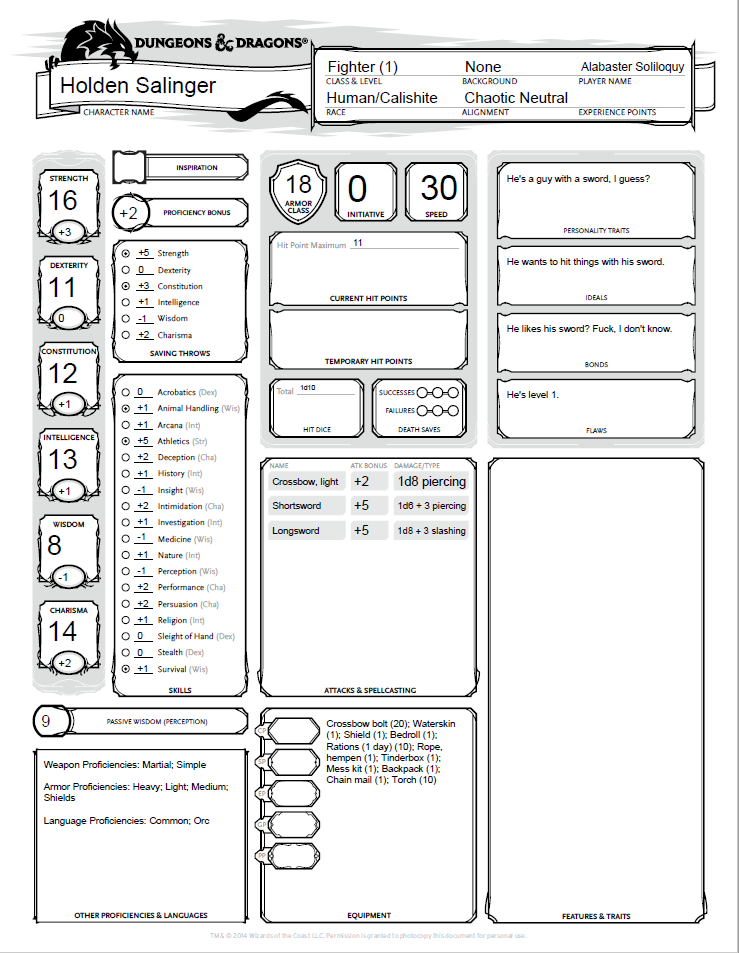 DUNGEONS & DRAGONS®
Holden Salinger
CHARACTER NAME
Fighter (1) None Alabaster Soliloquy
CLASS & LEVEL BACKGROUND PLAYER NAME
Human/Calishite Chaotic Neutral
RACE ALIGNMENT EXPERIENCE POINTS
STRENGTH
16
+3
DEXTERITY
11
0
CONSTITUTION
12
+1
INTELLIGENCE
13
+1
WISDOM
8
-1
CHARISMA
14
+2
INSPIRATION
+2 PROFICIENCY BONUS
+5 Strength
0 Dexterity
+3 Constitution
+1 Intelligence
-1 Wisdom
+2 Charisma
SAVING THROWS
0 Acrobatics (Dex)
+1 Animal Handling (Wis)
+1 Arcana (Int)
+5 Athletics (Str)
+2 Deception (Cha)
+1 History (Int)
-1 Insight (Wis)
+2 Intimidation (Cha)
+1 Investigation (Int)
-1 Medicine (Wis)
+1 Nature (Int)
-1 Perception (Wis)
+2 Performance (Cha)
+2 Persuasion (Cha)
+1 Religion (Int)
0 Sleight of Hand (Dex)
0 Stealth (Dex)
+1 Survival (Wis)
SKILLS
9 PASSIVE WISDOM (PERCEPTION)
Weapon Proficiencies: Martial; Simple
Armor Proficiencies: Heavy; Light; Medium;
Shields
Language Proficiencies: Common; Orc
OTHER PROFICIENCIES & LANGUAGES
18
ARMOR
CLASS
0
INITIATIVE
30
SPEED
Hit Point Maximum 11
CURRENT HIT POINTS
TEMPORARY HIT POINTS
Total 1d10
HIT DICE
SUCCESSES
FAILURES
DEATH SAVES
NAME ATK BONUS DAMAGE/TYPE
Crossbow, light +2 1d8 piercing
Shortsword +5 1d6 + 3 piercing
Longsword +5 1d8 + 3 slashing
ATTACKS & SPELLCASTING
CP
SP
EP
GP
PP
Crossbow bolt (20); Waterskin
(1); Shield (1); Bedroll (1);
Rations (1 day) (10); Rope,
hempen (1); Tinderbox (1);
Mess kit (1); Backpack (1);
Chain mail (1); Torch (10)
EQUIPMENT
He's a guy with a sword, I guess?
PERSONALITY TRAITS
He wants to hit things with his sword.
IDEALS
He likes his sword? Fuck, I don't know.
BONDS
He's level 1.
FLAWS
FEATURES & TRAITS
TM & © 2014 Wizards of the Coast LLC. Permission is granted to photocopy this document for personal use.